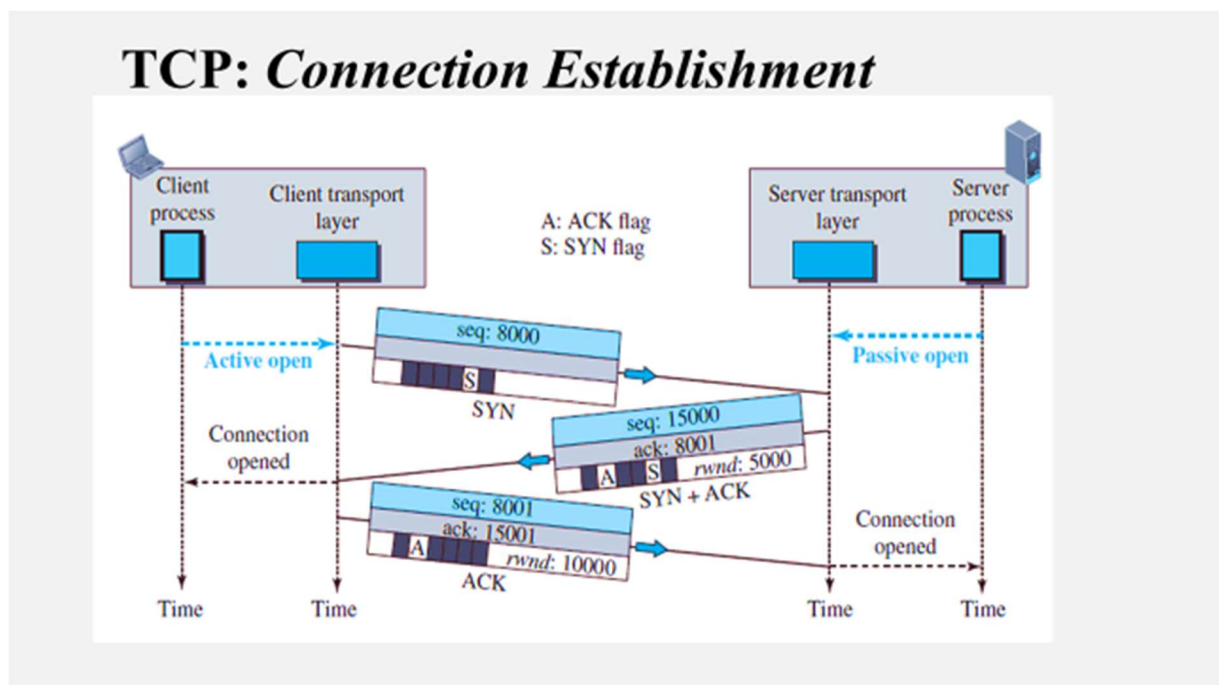 TCP: Connection Establishment
Client
process
Client transport
layer
A: ACK flag
S: SYN flag
Server transport
layer
Server
process
Active open
seq: 8000
S
SYN
Passive open
seq: 15000
ack: 8001
A S rwnd: 5000
SYN + ACK
Connection
opened
seq: 8001
ack: 15001
A rwnd: 10000
ACK
Connection
opened
Time
Time
Time
Time